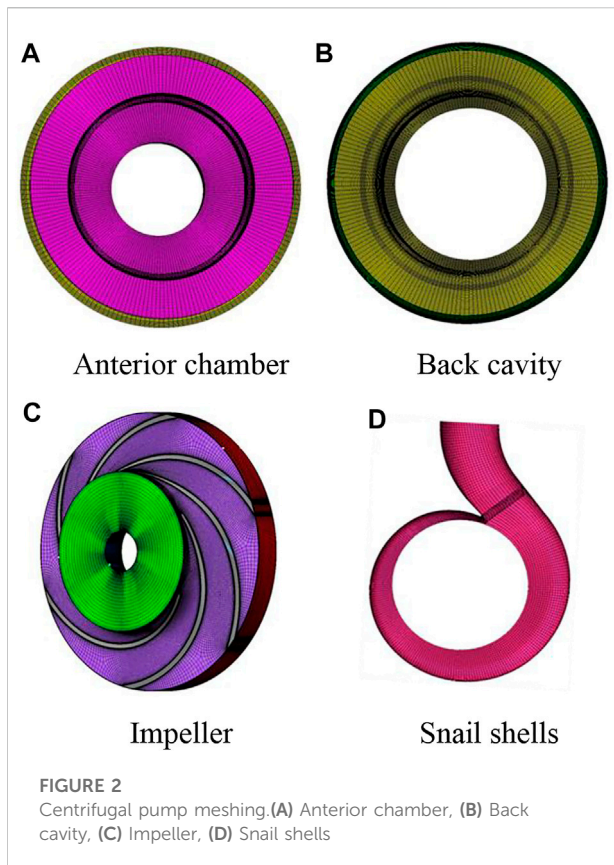 A
B
Anterior chamber
Back cavity
C
D
Impeller
Snail shells
FIGURE 2
Centrifugal pump meshing.(A) Anterior chamber, (B) Back
cavity, (C) Impeller, (D) Snail shells